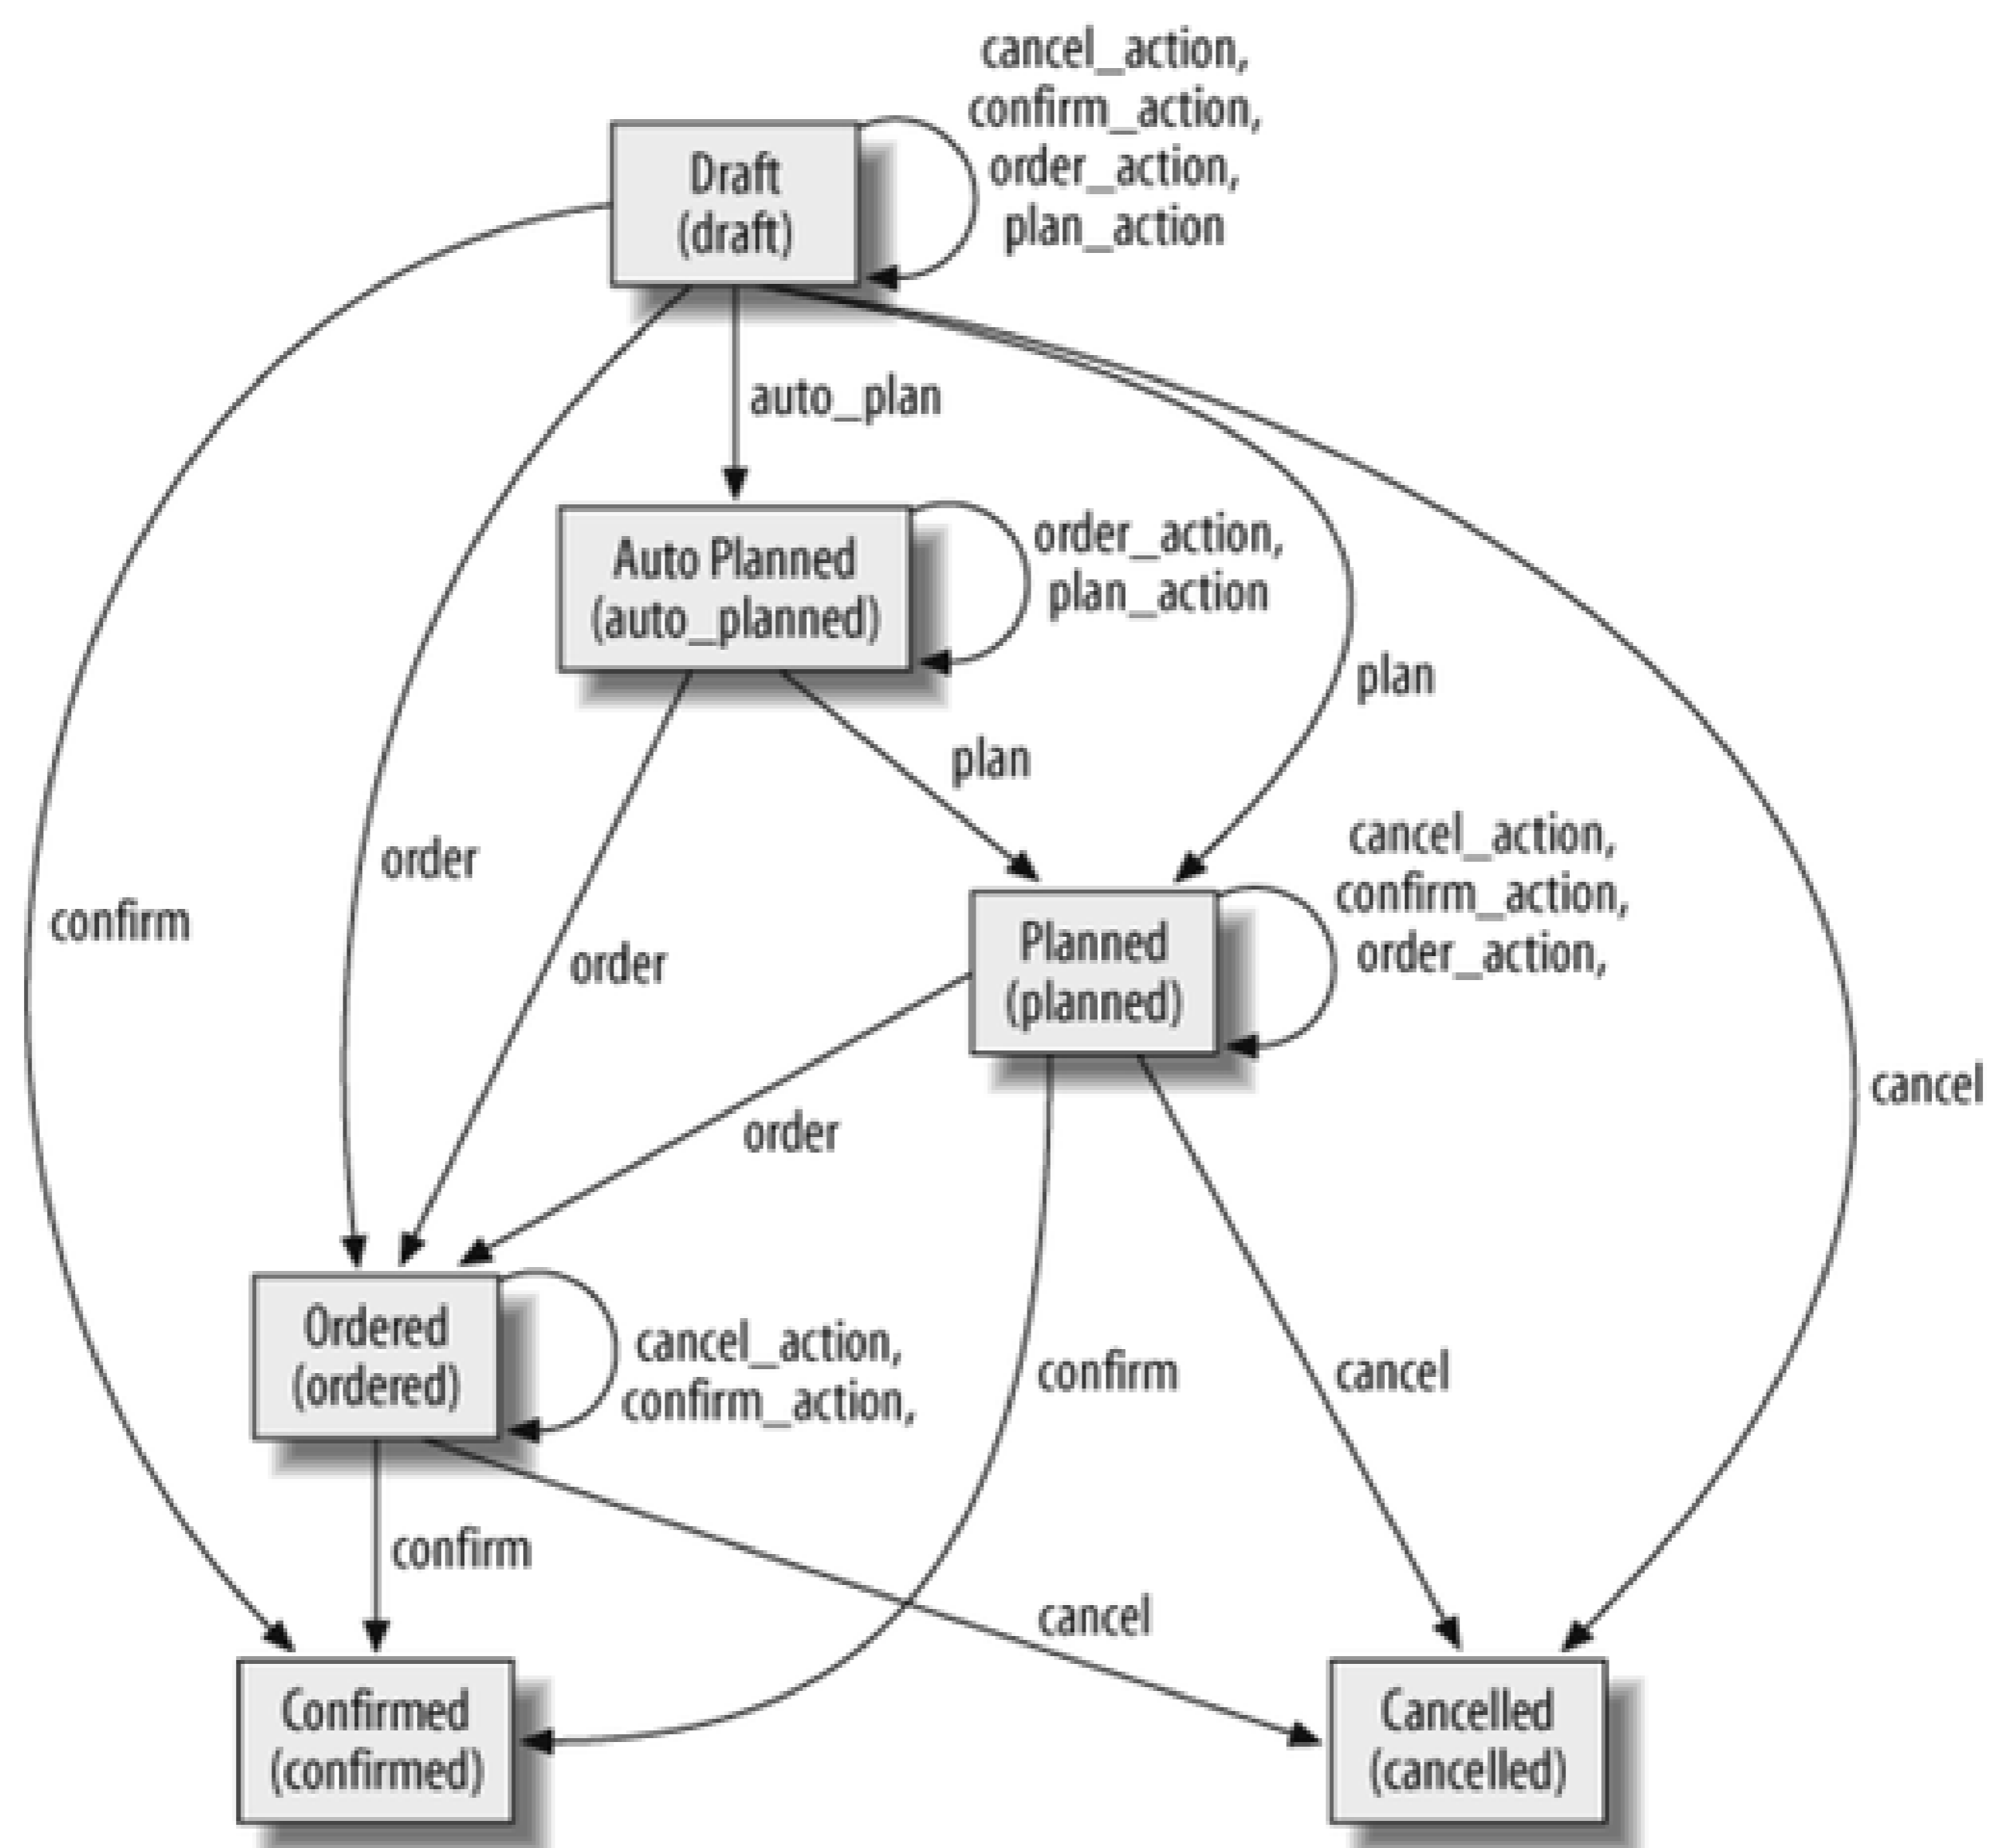 cancel_action,
confirm_action,
order_action,
plan_action
Draft
(draft)
auto_plan
Auto Planned
(auto_planned)
order_action,
plan_action
plan
plan
order
confirm
order
cancel_action,
confirm_action,
order_action,
Planned
(planned)
cancel
order
Ordered
(ordered)
cancel_action,
confirm_action,
confirm
cancel
confirm
cancel
Confirmed
(confirmed)
Cancelled
(cancelled)